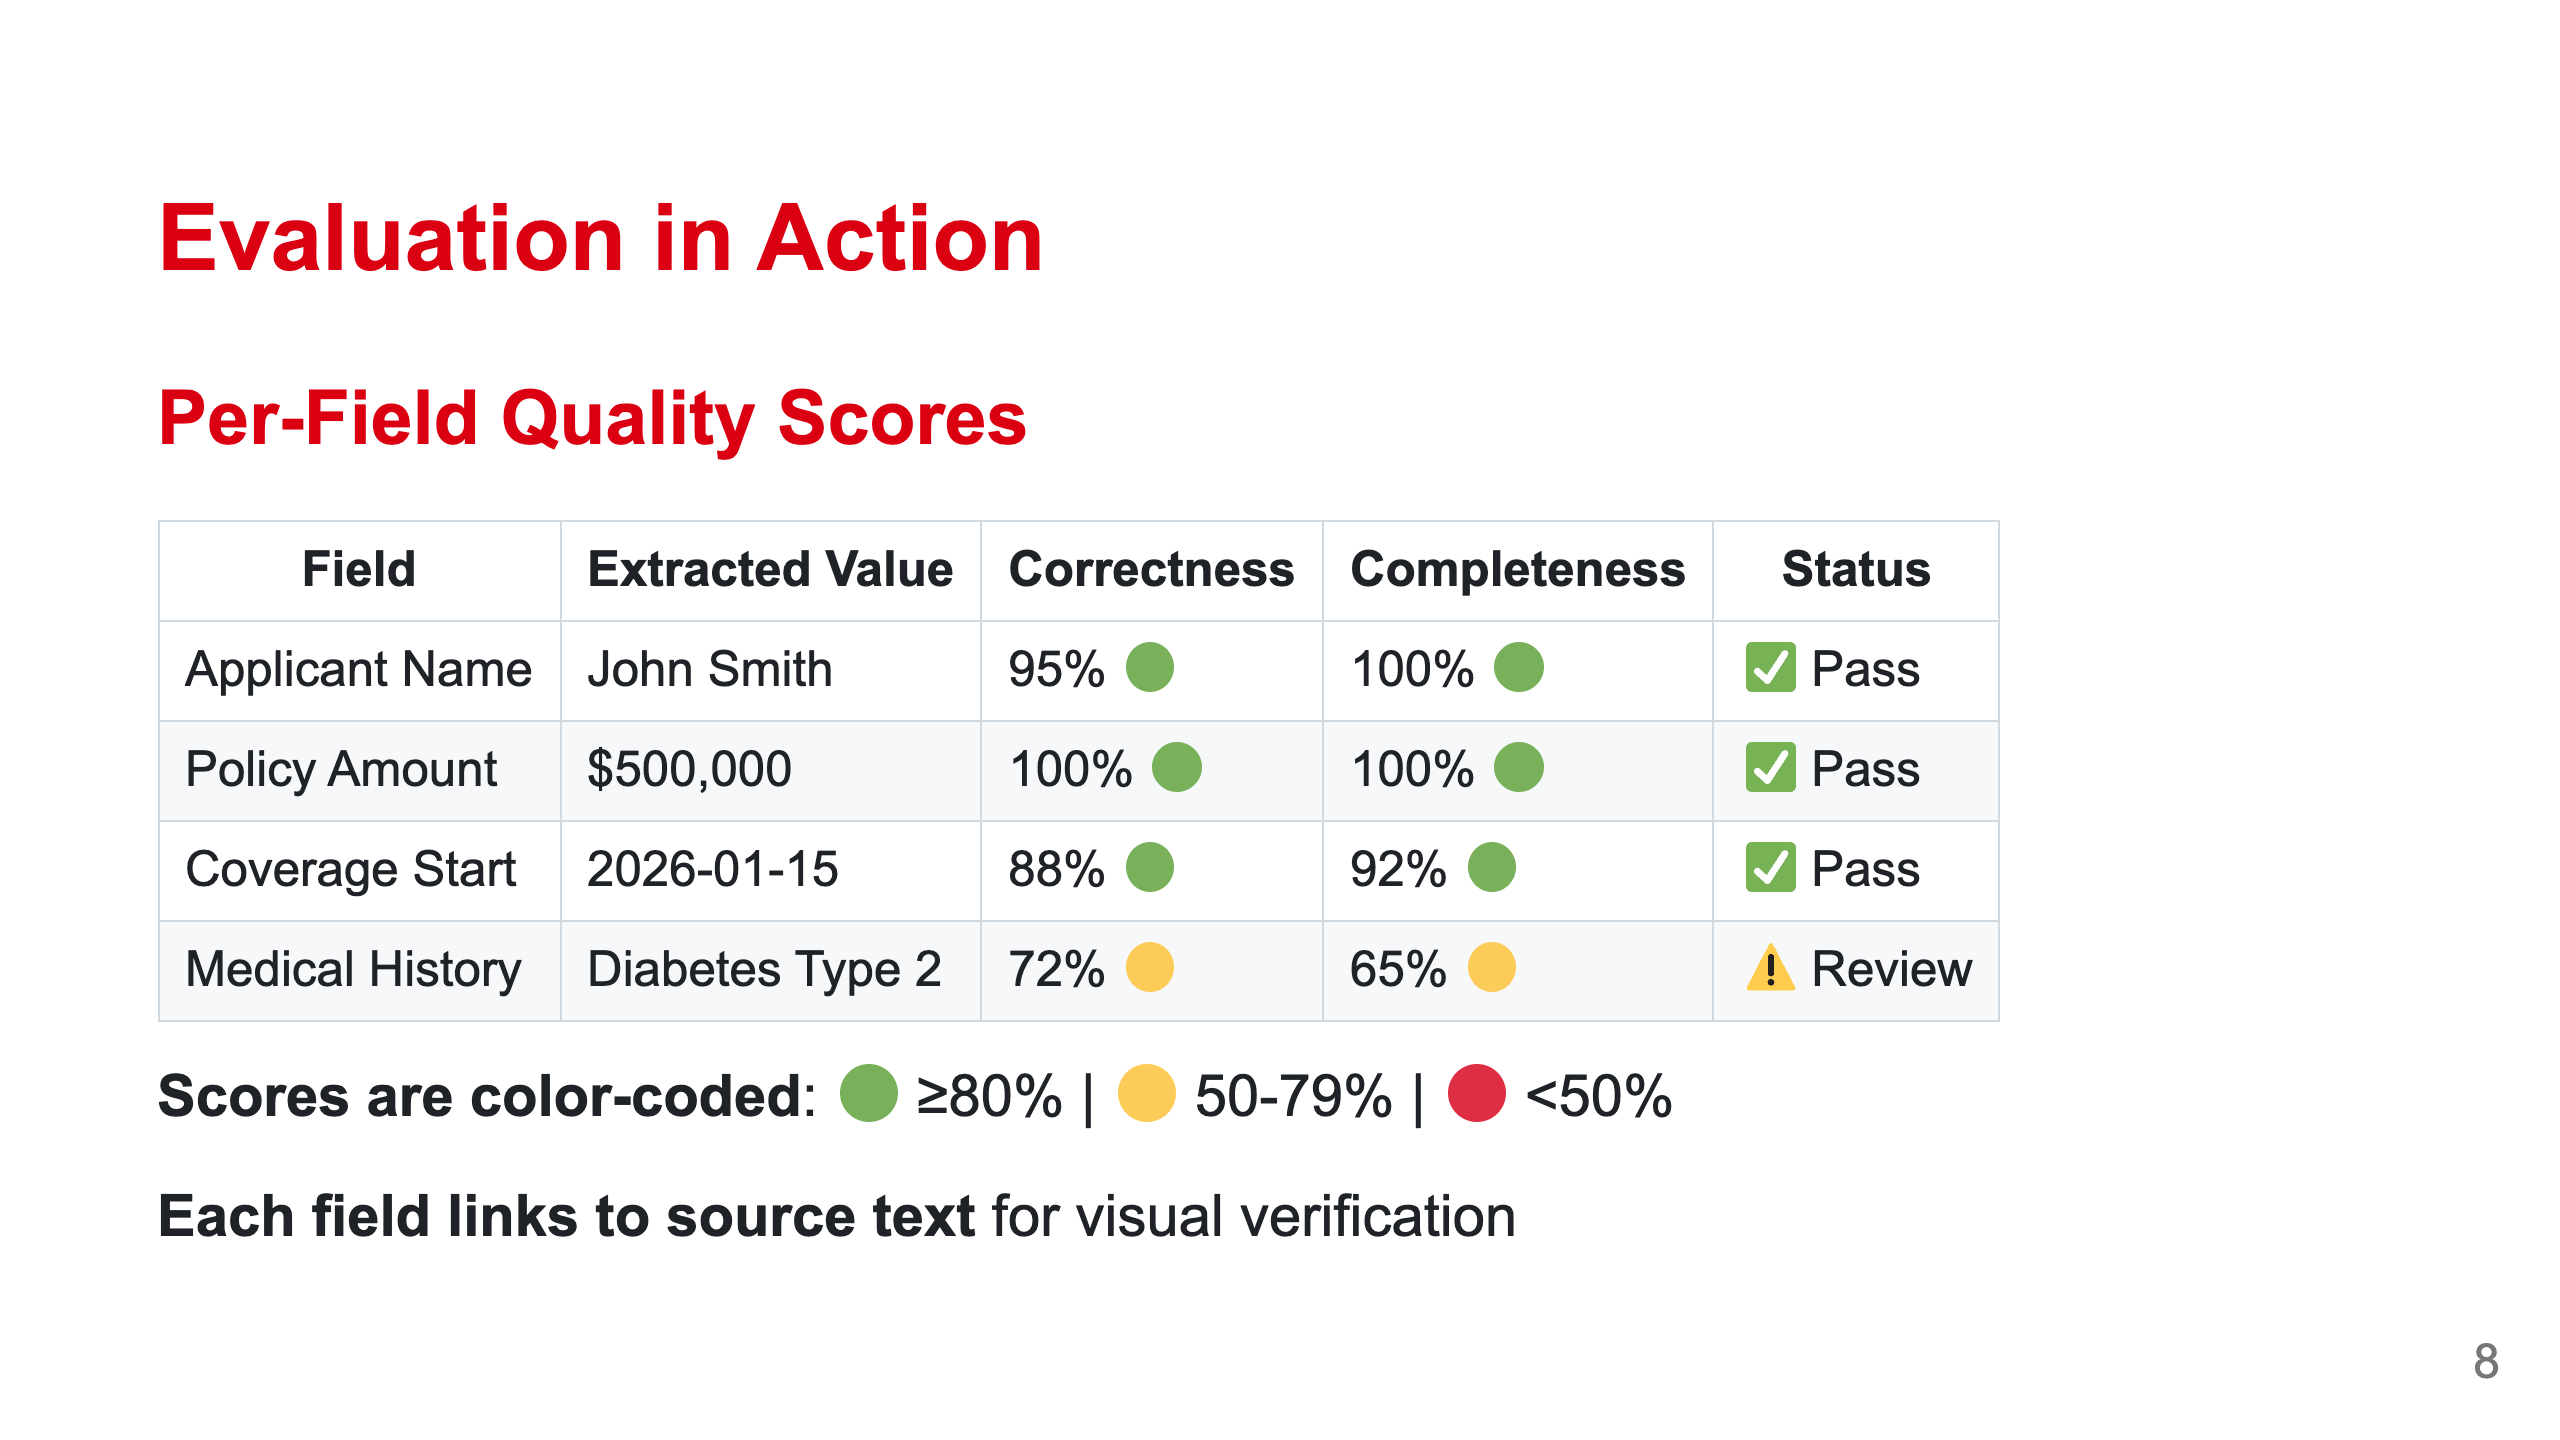 Evaluation in Action
Per-Field Quality Scores
Field Extracted Value Correctness Completeness Status
Applicant Name John Smith 95% 🟢 100% 🟢 ✅ Pass
Policy Amount $500,000 100% 🟢 100% 🟢 ✅ Pass
Coverage Start 2026-01-15 88% 🟢 92% 🟢 ✅ Pass
Medical History Diabetes Type 2 72% 🟡 65% 🟡 ⚠️ Review
Scores are color-coded: 🟢 ≥80% | 🟡 50-79% | 🔴 <50%
Each field links to source text for visual verification
8